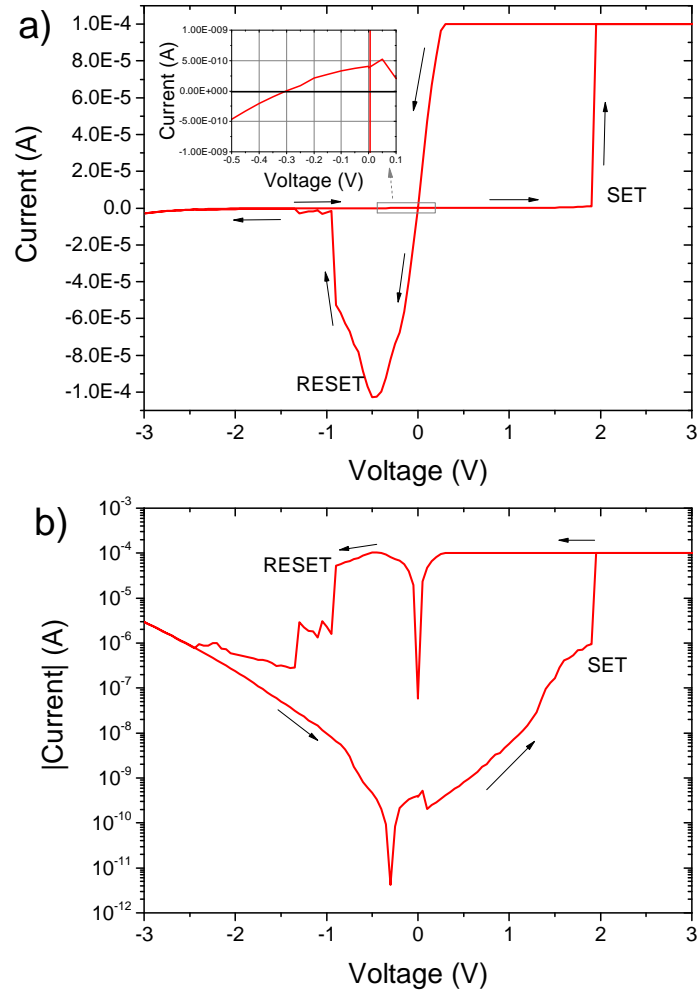 a)
Current (A)
1.0E-4
8.0E-5
6.0E-5
4.0E-5
2.0E-5
0.0
-2.0E-5
-4.0E-5
-6.0E-5
-8.0E-5
-1.0E-4
Current (A)
1.00E-009
5.00E-010
0.00E+000
-5.00E-010
-1.00E-009
-0.5 -0.4 -0.3 -0.2 -0.1 0.0 0.1
Voltage (V)
SET
RESET
-3 -2 -1 0 1 2 3
Voltage (V)
b)
|Current| (A)
10-3
10-4
10-5
10-6
10-7
10-8
10-9
10-10
10-11
10-12
RESET
SET
-3 -2 -1 0 1 2 3
Voltage (V)